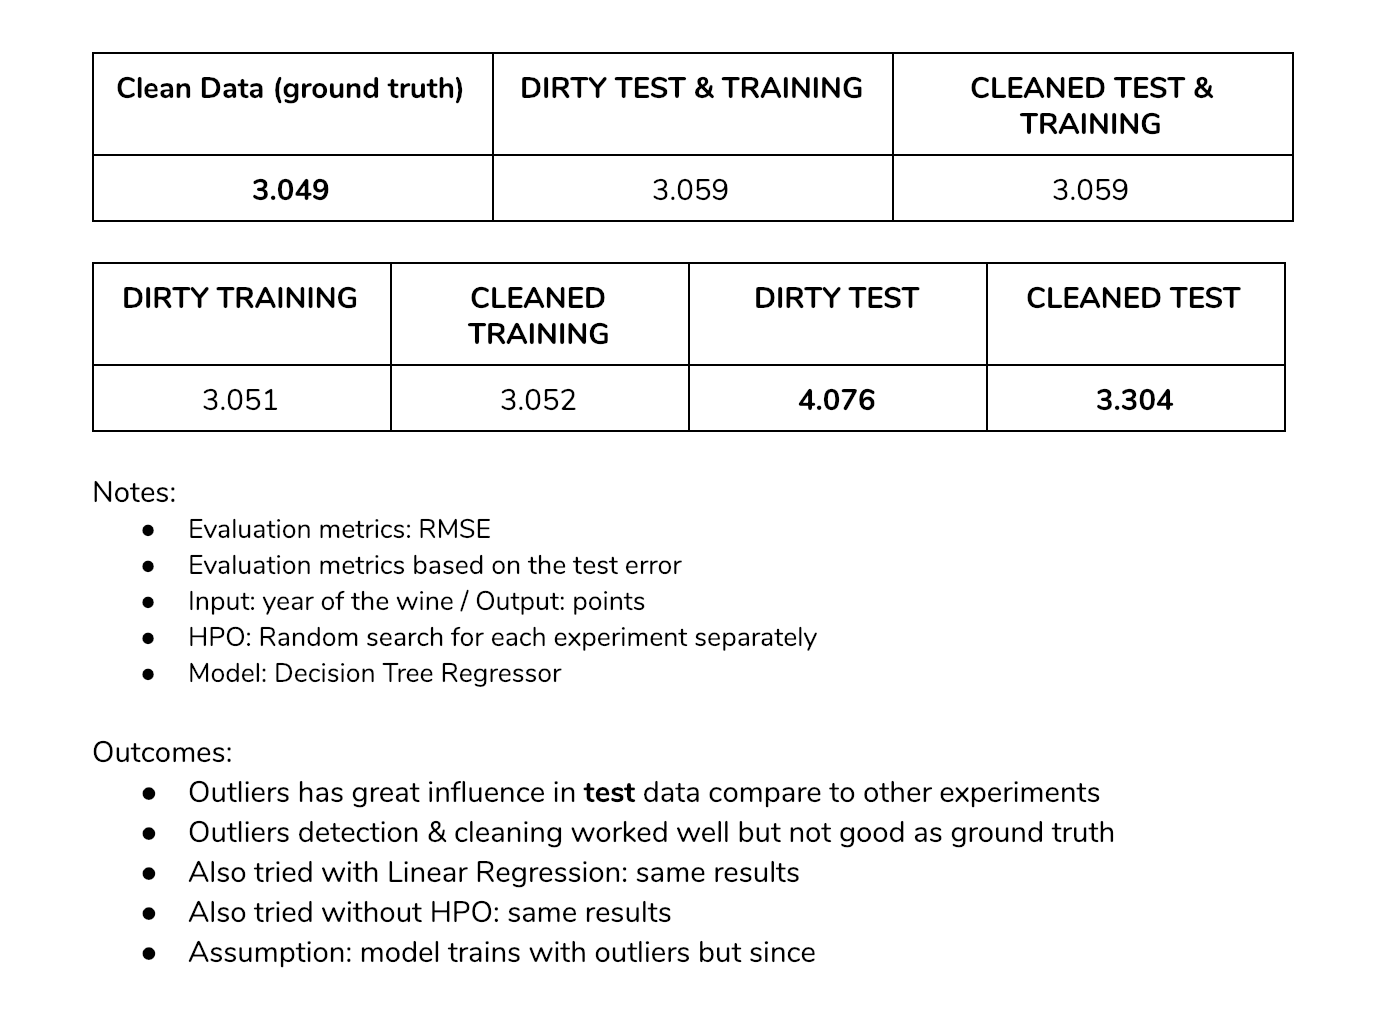 Clean Data (ground truth) DIRTY TEST & TRAINING CLEANED TEST &
TRAINING
3.049 3.059 3.059
DIRTY TRAINING CLEANED DIRTY TEST CLEANED TEST
TRAINING
3.051 3.052 4.076 3.304
Notes:
● Evaluation metrics: RMSE
● Evaluation metrics based on the test error
● Input: year of the wine / Output: points
● HPO: Random search for each experiment separately
● Model: Decision Tree Regressor
Outcomes:
● Outliers has great influence in test data compare to other experiments
● Outliers detection & cleaning worked well but not good as ground truth
● Also tried with Linear Regression: same results
● Also tried without HPO: same results
● Assumption: model trains with outliers but since